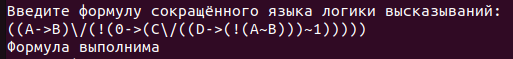 Введите формулу сокращённого языка логики высказываний:
((A->B)\/(!(0->(C\/((D->(!(A~B)))~1)))))
Формула выполнима